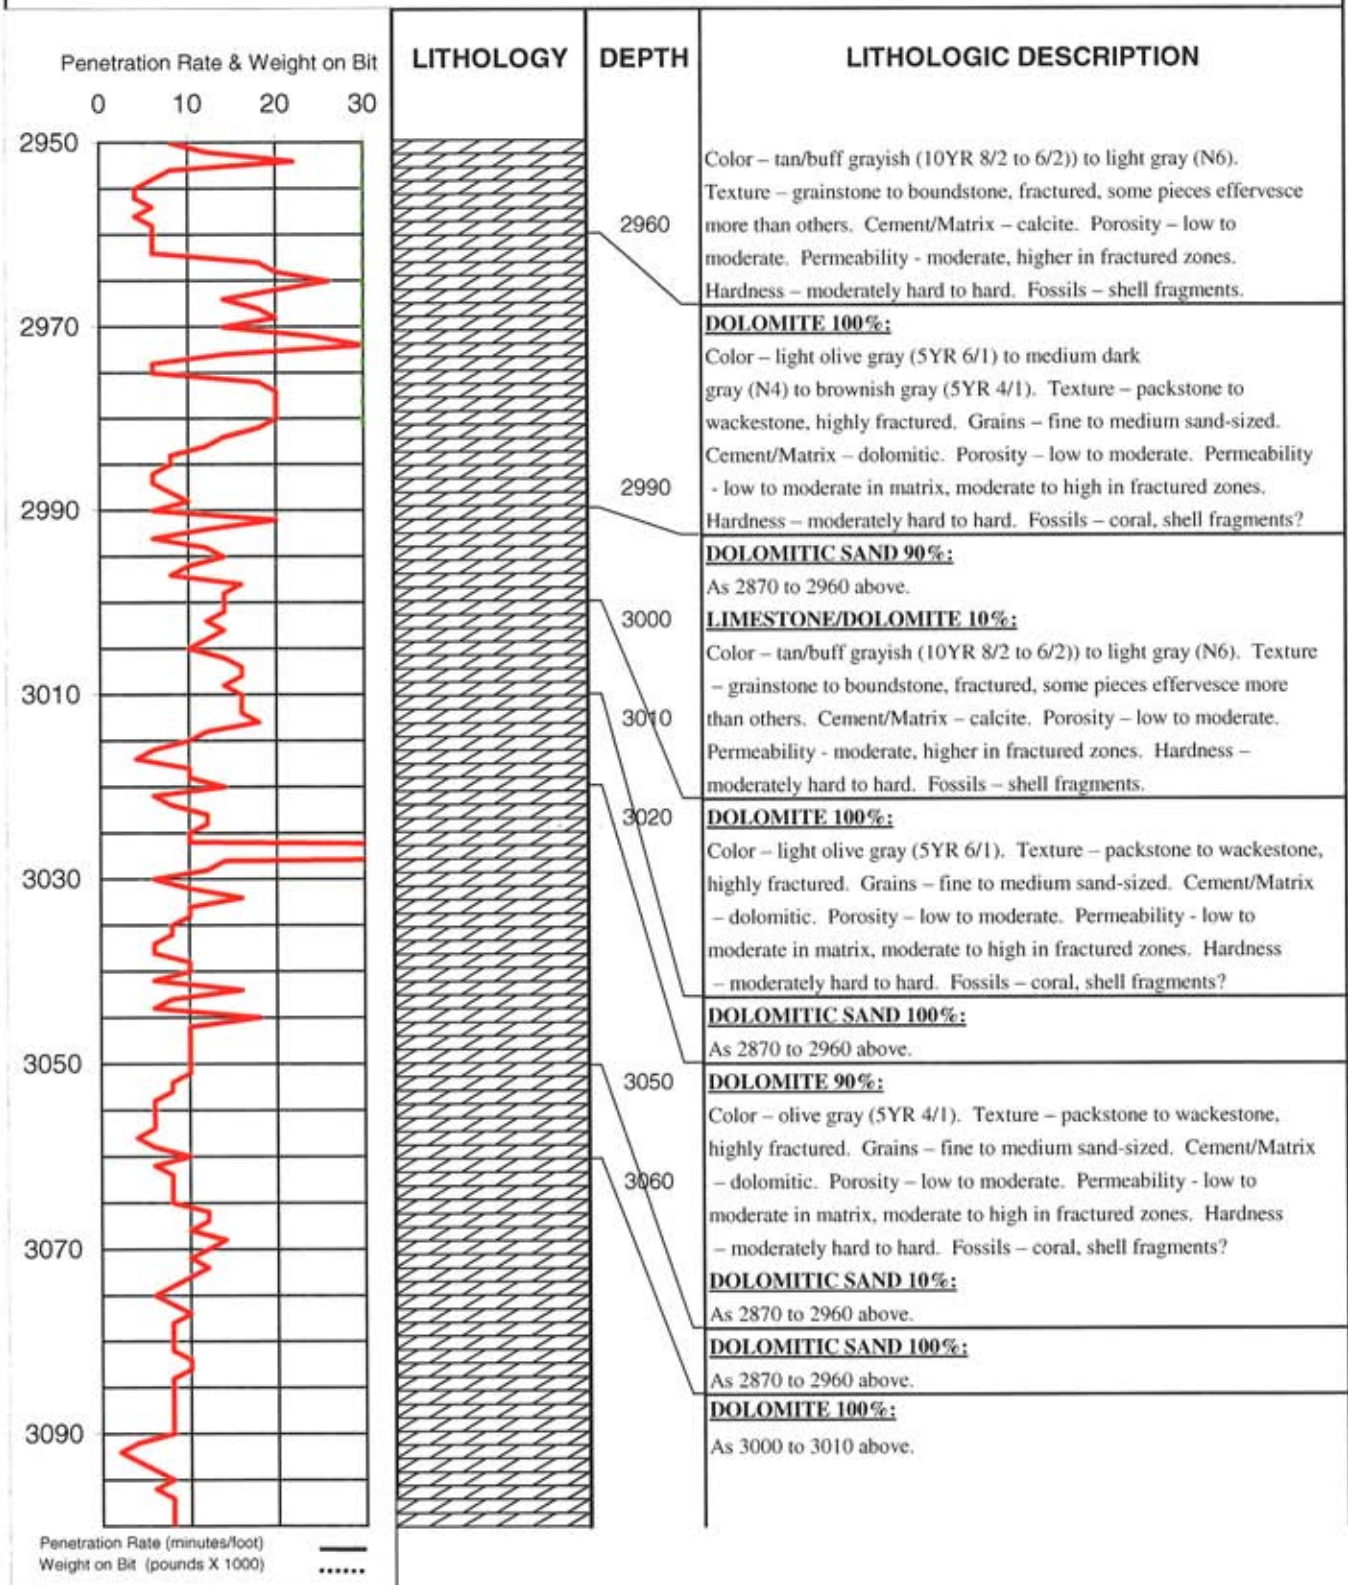 Penetration Rate & Weight on Bit
0 10 20 30
LITHOLOGY
DEPTH
LITHOLOGIC DESCRIPTION
2950
2970
2990
3010
3030
3050
3070
3090
2960
2990
3000
3010
3020
3050
3060
Color – tan/buff grayish (10YR 8/2 to 6/2)) to light gray (N6).
Texture – grainstone to boundstone, fractured, some pieces effervesce
more than others. Cement/Matrix – calcite. Porosity – low to
moderate. Permeability - moderate, higher in fractured zones.
Hardness – moderately hard to hard. Fossils – shell fragments.
DOLOMITE 100%:
Color – light olive gray (5YR 6/1) to medium dark
gray (N4) to brownish gray (5YR 4/1). Texture – packstone to
wackestone, highly fractured. Grains – fine to medium sand-sized.
Cement/Matrix – dolomitic. Porosity – low to moderate. Permeability
- low to moderate in matrix, moderate to high in fractured zones.
Hardness – moderately hard to hard. Fossils – coral, shell fragments?
DOLOMITIC SAND 90%:
As 2870 to 2960 above.
LIMESTONE/DOLOMITE 10%:
Color – tan/buff grayish (10YR 8/2 to 6/2)) to light gray (N6). Texture
– grainstone to boundstone, fractured, some pieces effervesce more
than others. Cement/Matrix – calcite. Porosity – low to moderate.
Permeability - moderate, higher in fractured zones. Hardness –
moderately hard to hard. Fossils – shell fragments.
DOLOMITE 100%:
Color – light olive gray (5YR 6/1). Texture – packstone to wackestone,
highly fractured. Grains – fine to medium sand-sized. Cement/Matrix
– dolomitic. Porosity – low to moderate. Permeability - low to
moderate in matrix, moderate to high in fractured zones. Hardness
– moderately hard to hard. Fossils – coral, shell fragments?
DOLOMITIC SAND 100%:
As 2870 to 2960 above.
DOLOMITE 90%:
Color – olive gray (5YR 4/1). Texture – packstone to wackestone,
highly fractured. Grains – fine to medium sand-sized. Cement/Matrix
– dolomitic. Porosity – low to moderate. Permeability - low to
moderate in matrix, moderate to high in fractured zones. Hardness
– moderately hard to hard. Fossils – coral, shell fragments?
DOLOMITIC SAND 10%:
As 2870 to 2960 above.
DOLOMITIC SAND 100%:
As 2870 to 2960 above.
DOLOMITE 100%:
As 3000 to 3010 above.
Penetration Rate (minutes/foot)
Weight on Bit (pounds X 1000)